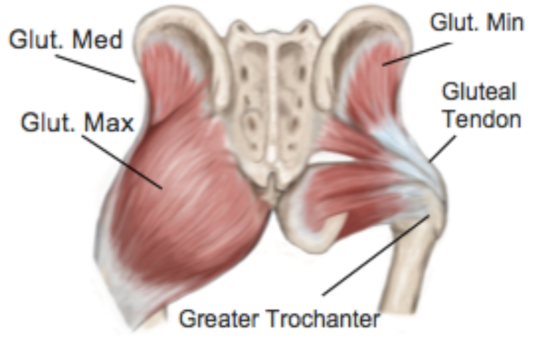 Glut. Med
Glut. Min
Gluteal
Tendon
Glut. Max
Greater Trochanter